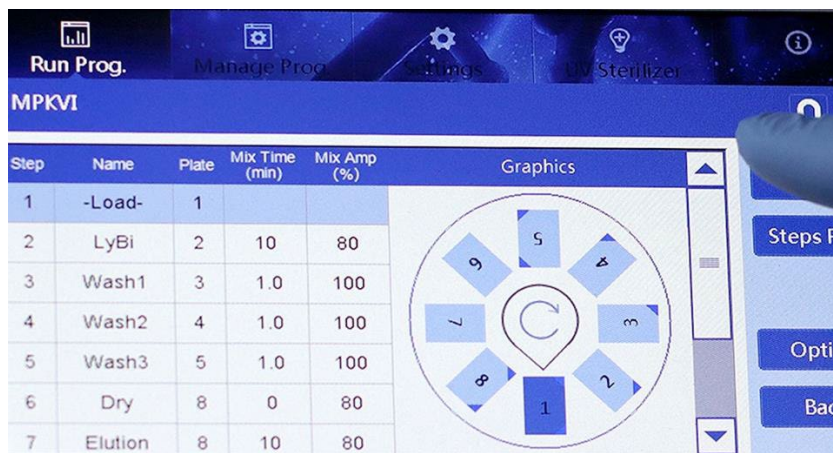 Run Prog. Manage Prog. Settings UV Sterilizer
MPKVI
Step Name Plate Mix Time (min) Mix Amp (%) Graphics
1 -Load- 1
2 LyBi 2 10 80
3 Wash1 3 1.0 100
4 Wash2 4 1.0 100
5 Wash3 5 1.0 100
6 Dry 8 0 80
7 Elution 8 10 80
5
6 4
7 3
8 2
1
Steps
Opti
Bac